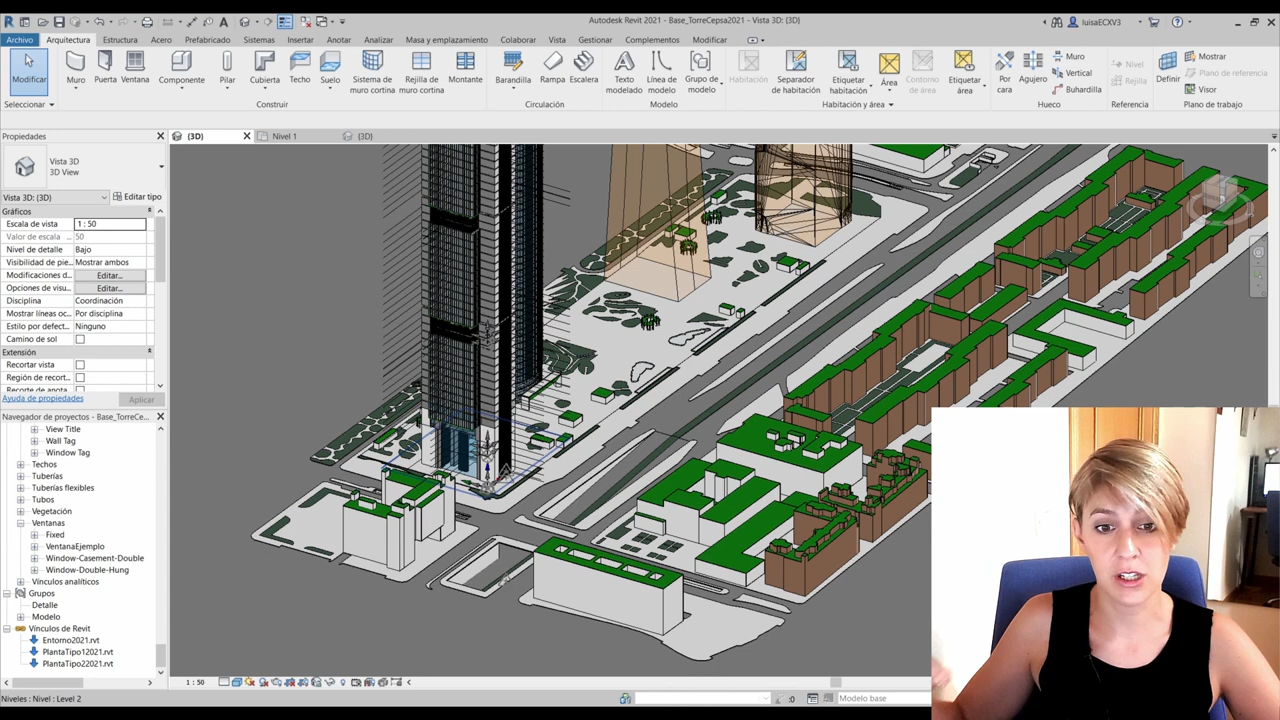 Autodesk Revit 2021 - Base_TorreCepsa2021 - Vista 3D: {3D}
luisaECXV3
Archivo Arquitectura Estructura Acero Prefabricado Sistemas Insertar Anotar Analizar Masa y emplazamiento Colaborar Vista Gestionar Complementos Modificar
Modificar
Muro
Puerta
Ventana
Componente
Pilar
Cubierta
Techo
Suelo
Sistema de muro cortina
Rejilla de muro cortina
Montante
Barandilla
Rampa
Escalera
Texto modelado
Línea de modelo
Grupo de modelo
Habitación
Separador de habitación
Etiquetar habitación
Área
Contorno de área
Etiquetar área
Por cara
Agujero
Muro
Vertical
Buhardilla
Nivel
Rejilla
Definir
Mostrar
Plano de referencia
Visor
Seleccionar
Construir
Circulación
Modelo
Habitación y área
Hueco
Referencia
Plano de trabajo
Propiedades
{3D}
Nivel 1
{3D}
Vista 3D
3D View
Vista 3D: {3D}
Editar tipo
Gráficos
Escala de vista 1 : 50
Valor de escala ... 50
Nivel de detalle Bajo
Visibilidad de pie... Mostrar ambos
Modificaciones d... Editar...
Opciones de visu... Editar...
Disciplina Coordinación
Mostrar líneas oc... Por disciplina
Estilo por defect... Ninguno
Camino de sol
Extensión
Recortar vista
Región de recort...
Recorte de anota...
Ayuda de propiedades
Aplicar
Navegador de proyectos - Base_TorreCe...
View Title
Wall Tag
Window Tag
Techos
Tuberías
Tuberías flexibles
Tubos
Vegetación
Ventanas
Fixed
VentanaEjemplo
Window-Casement-Double
Window-Double-Hung
Vínculos analíticos
Grupos
Detalle
Modelo
Vínculos de Revit
Entorno2021.rvt
PlantaTipo12021.rvt
PlantaTipo22021.rvt
1 : 50
Niveles : Nivel : Level 2
:0
Modelo base